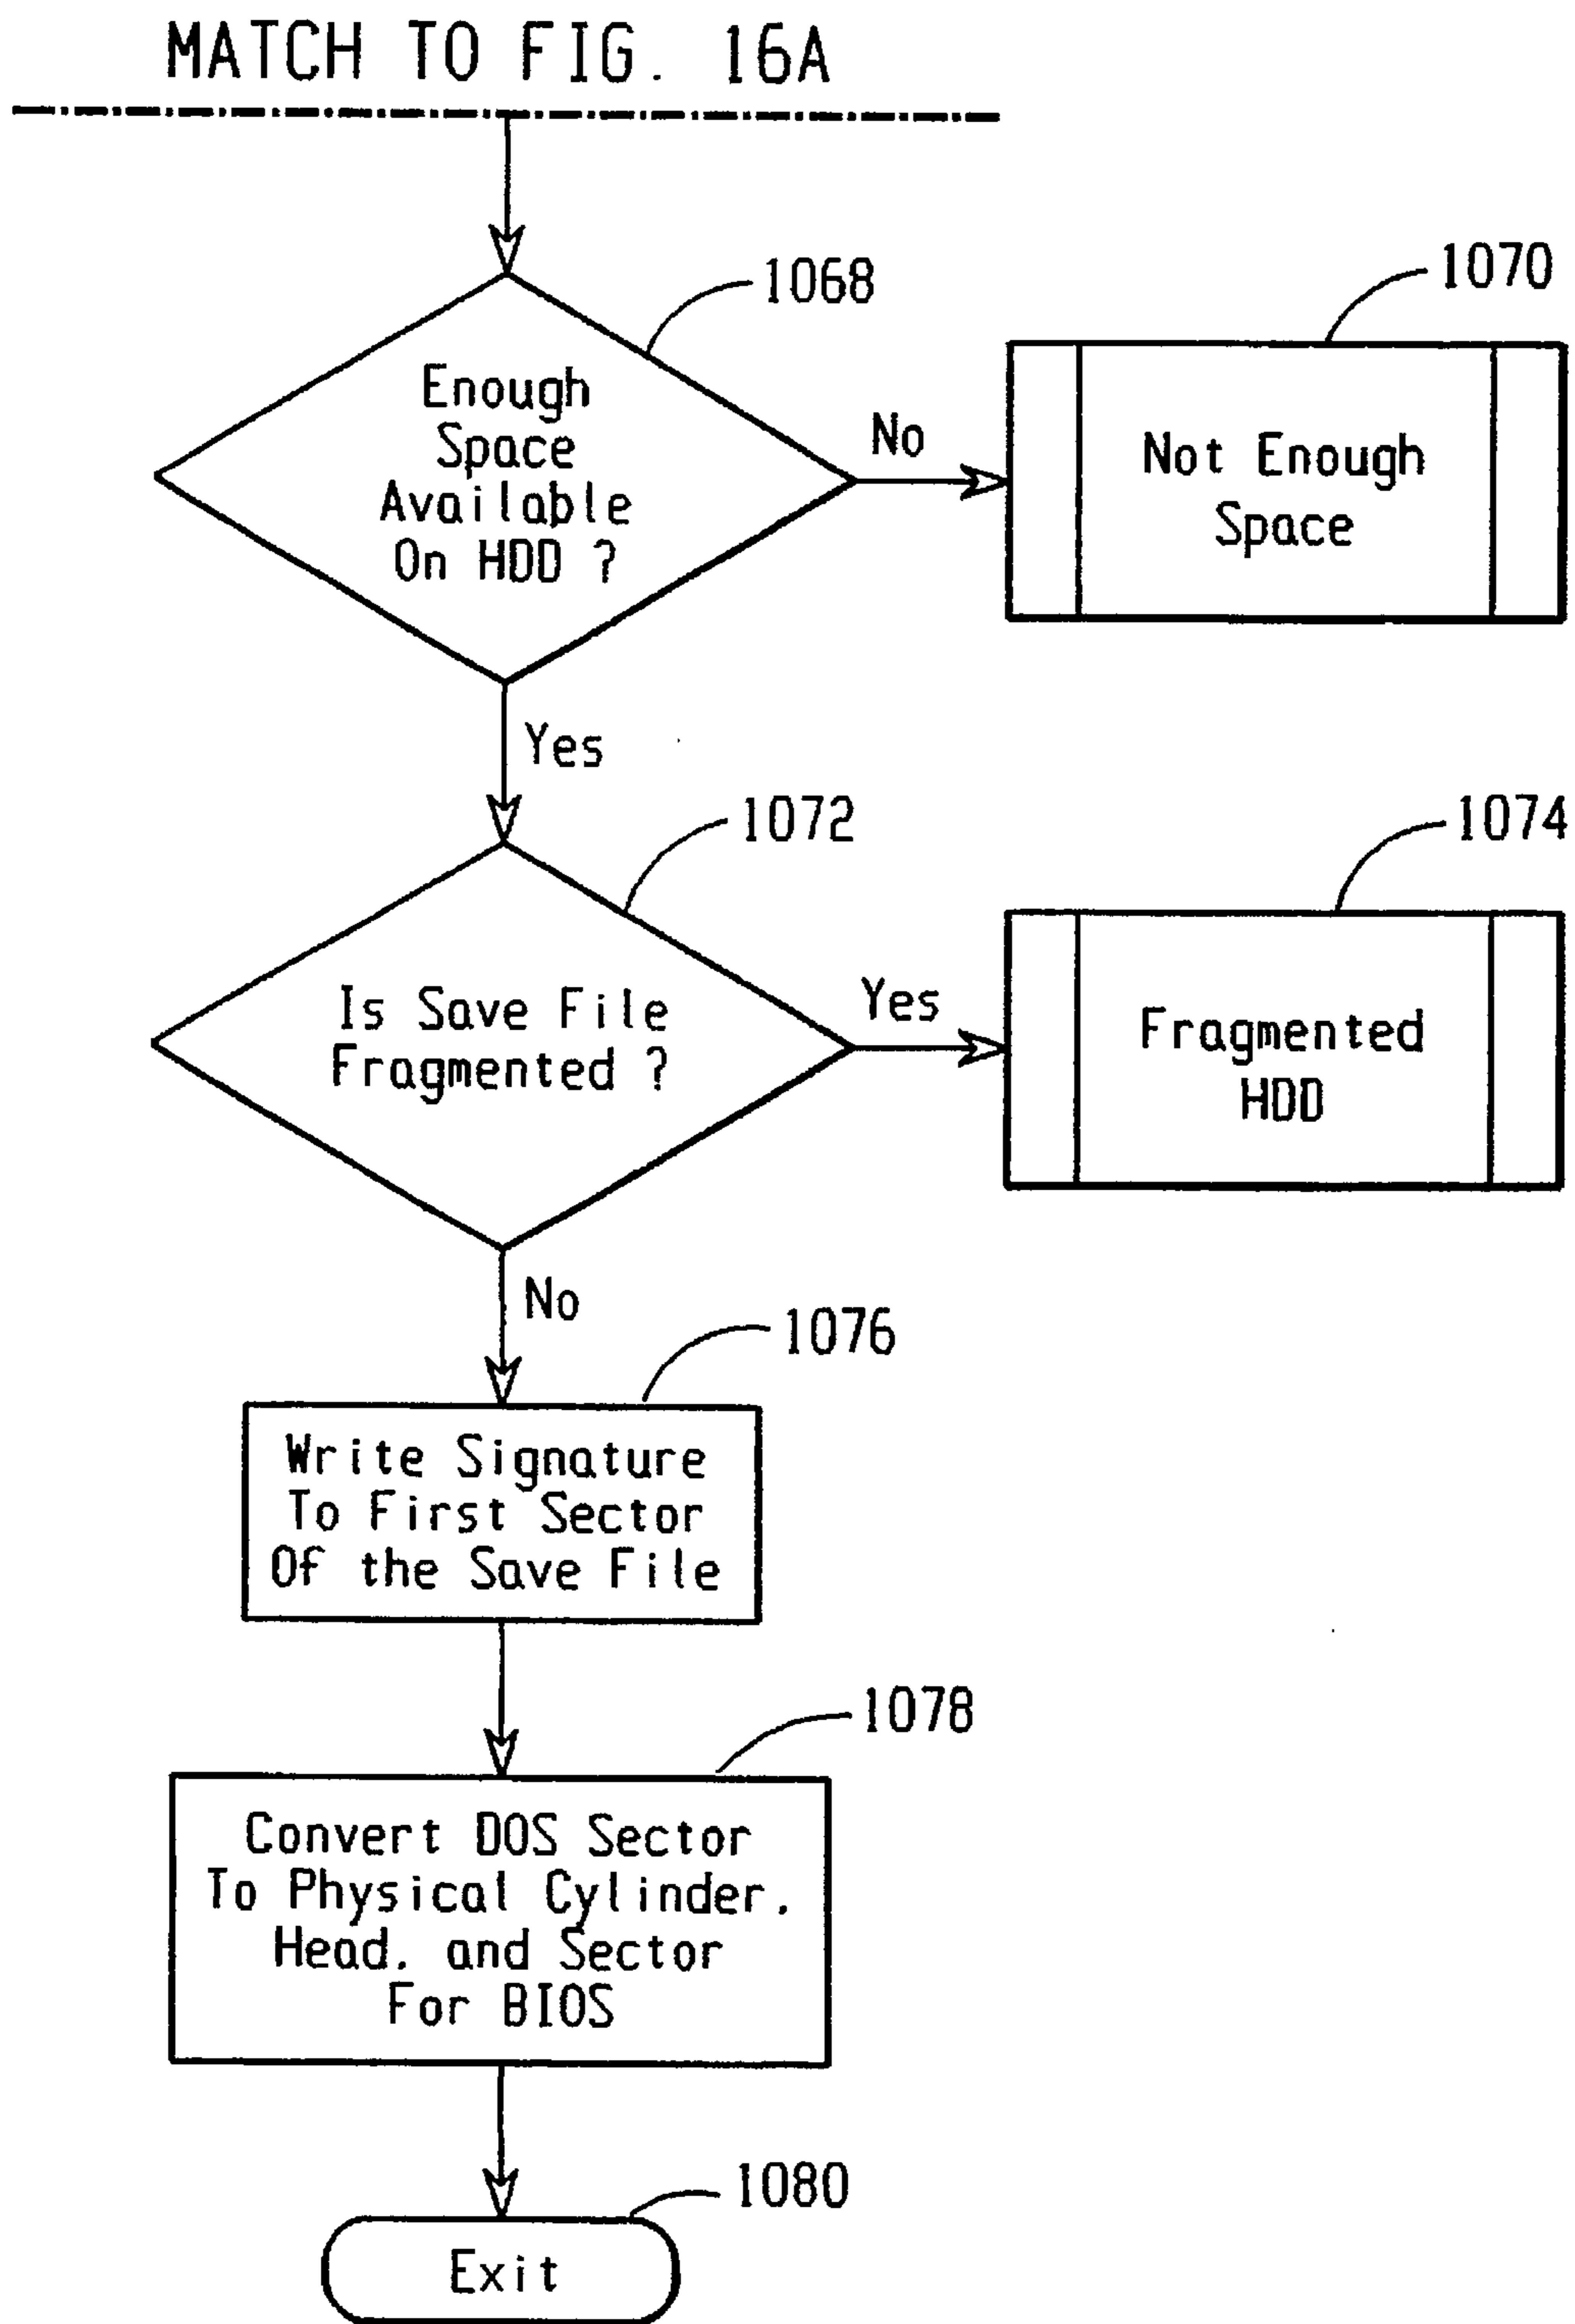 MATCH TO FIG. 16A
1068
1070
Enough
Space
Available
On HDD ?
No
Not Enough
Space
Yes
1072
1074
Is Save File
Fragmented ?
Yes
Fragmented
HDD
No
1076
Write Signature
To First Sector
Of the Save File
1078
Convert DOS Sector
To Physical Cylinder,
Head, and Sector
For BIOS
1080
Exit